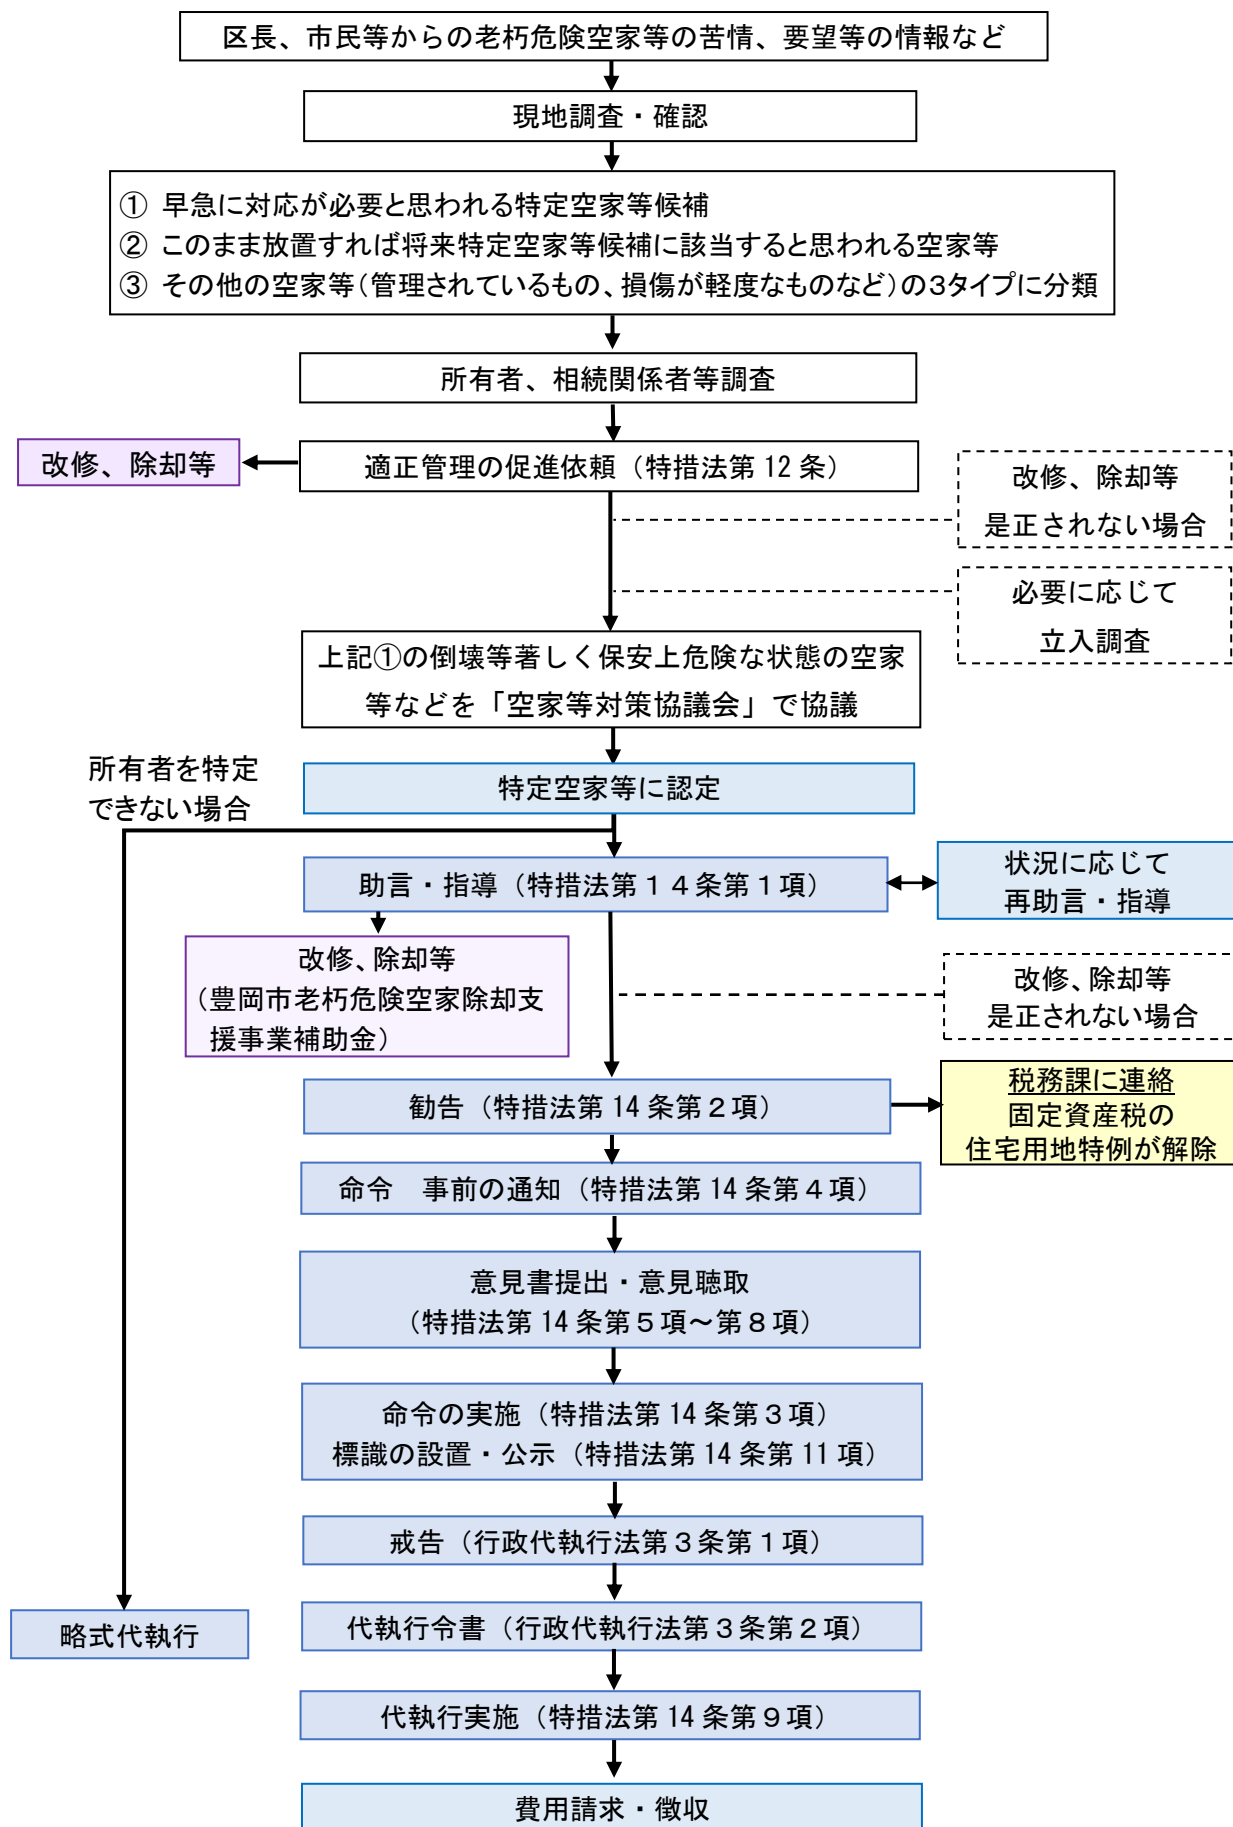 区長、市民等からの老朽危険空家等の苦情、要望等の情報など
現地調査・確認
① 早急に対応が必要と思われる特定空家等候補
② このまま放置すれば将来特定空家等候補に該当すると思われる空家等
③ その他の空家等（管理されているもの、損傷が軽度なものなど）の３タイプに分類
所有者、相続関係者等調査
改修、除却等
適正管理の促進依頼（特措法第 12 条）
改修、除却等
是正されない場合
必要に応じて
立入調査
上記①の倒壊等著しく保安上危険な状態の空家
等などを「空家等対策協議会」で協議
所有者を特定
できない場合
特定空家等に認定
助言・指導（特措法第１４条第１項）
状況に応じて
再助言・指導
改修、除却等
（豊岡市老朽危険空家除却支
援事業補助金）
改修、除却等
是正されない場合
勧告（特措法第 14 条第２項）
税務課に連絡
固定資産税の
住宅用地特例が解除
命令　事前の通知（特措法第 14 条第４項）
意見書提出・意見聴取
（特措法第 14 条第５項～第８項）
命令の実施（特措法第 14 条第３項）
標識の設置・公示（特措法第 14 条第 11 項）
戒告（行政代執行法第３条第１項）
略式代執行
代執行令書（行政代執行法第３条第２項）
代執行実施（特措法第 14 条第９項）
費用請求・徴収